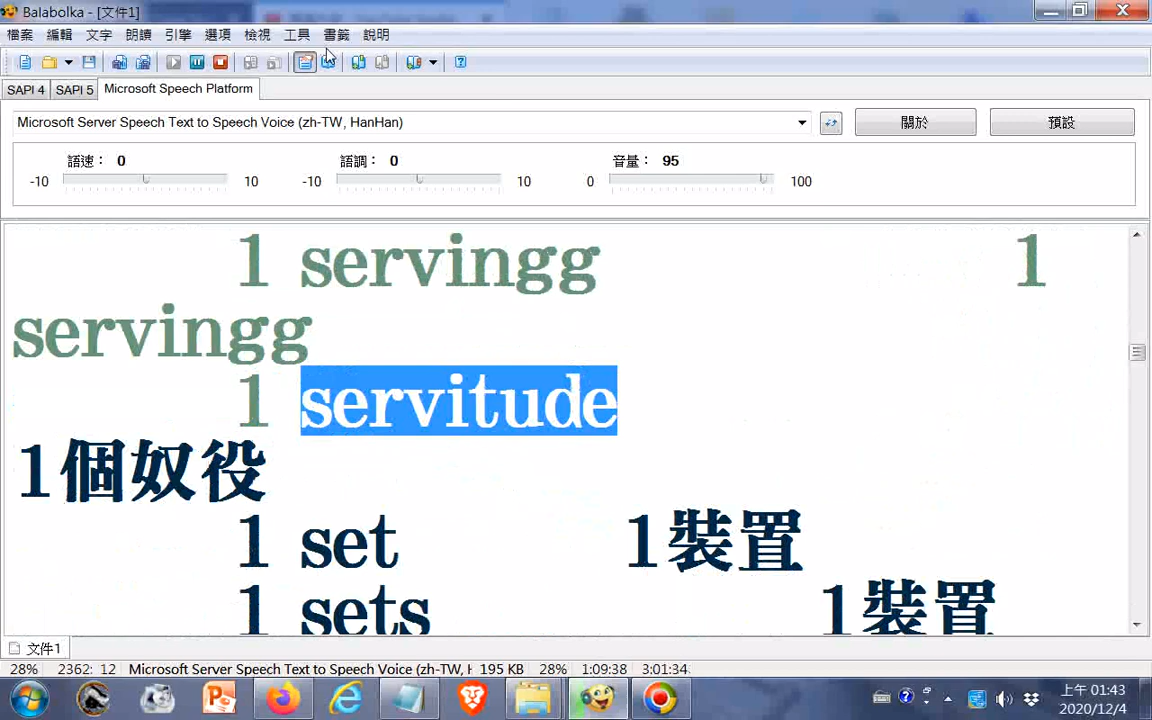 Balabolka - [文件1]
檔案 編輯 文字 朗讀 引擎 選項 檢視 工具 書籤 說明
SAPI 4 SAPI 5 Microsoft Speech Platform
Microsoft Server Speech Text to Speech Voice (zh-TW, HanHan) 關於 預設
語速： 0 語調： 0 音量： 95
-10 10 -10 10 0 100
1 servingg 1
servingg
1 servitude
1個奴役
1 set 1裝置
1 sets 1裝置
文件1
28% 2362: 12 Microsoft Server Speech Text to Speech Voice (zh-TW, 195 KB 28% 1:09:38 3:01:34
上午 01:43
2020/12/4